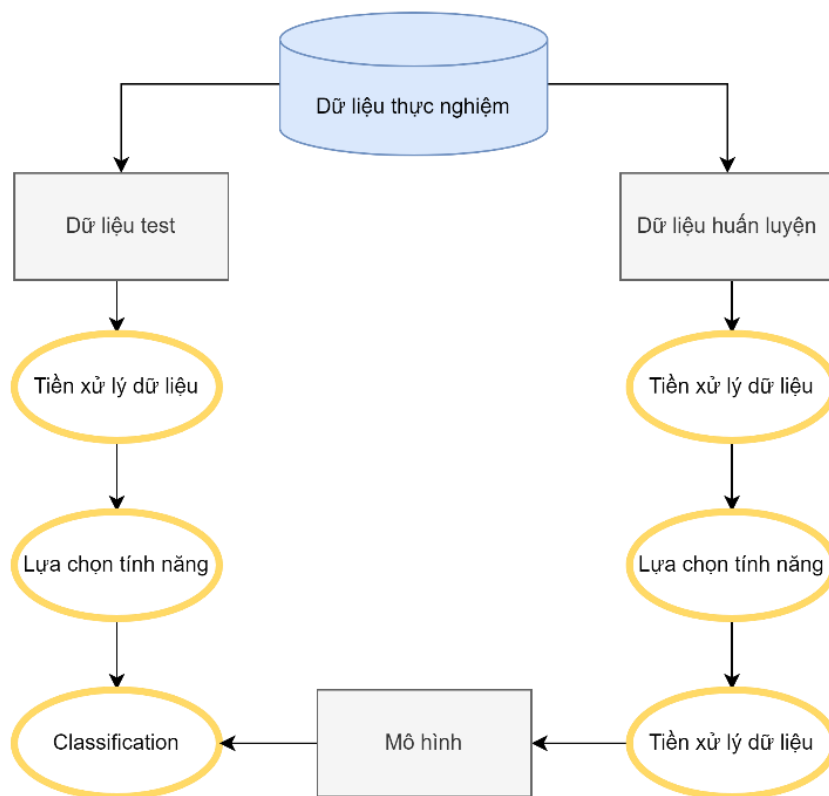 Dữ liệu thực nghiệm
Dữ liệu test
Dữ liệu huấn luyện
Tiền xử lý dữ liệu
Tiền xử lý dữ liệu
Lựa chọn tính năng
Lựa chọn tính năng
Classification
Mô hình
Tiền xử lý dữ liệu